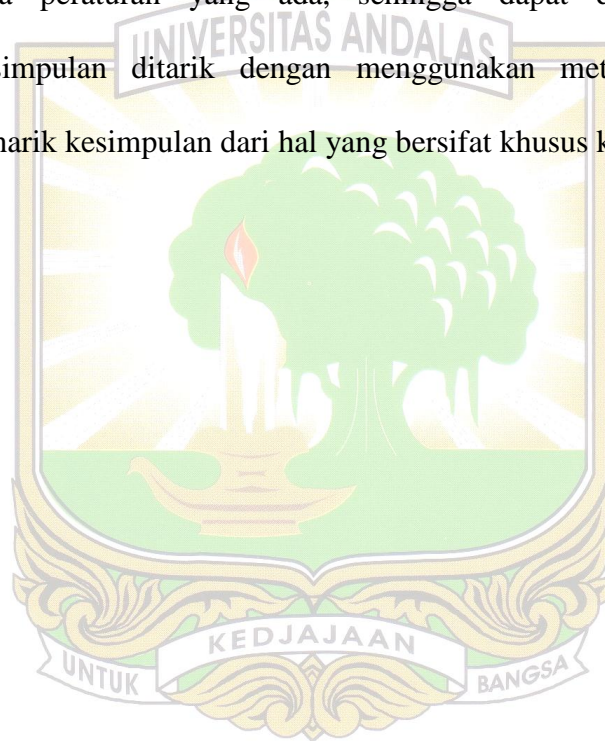 peraturan yang ada, sehingga dapat
UNIVERSITAS ANDALAS
simpulan ditarik dengan menggunakan
narik kesimpulan dari hal yang bersifat khusus
KEDJAJAAN
UNTUK
BANGSA